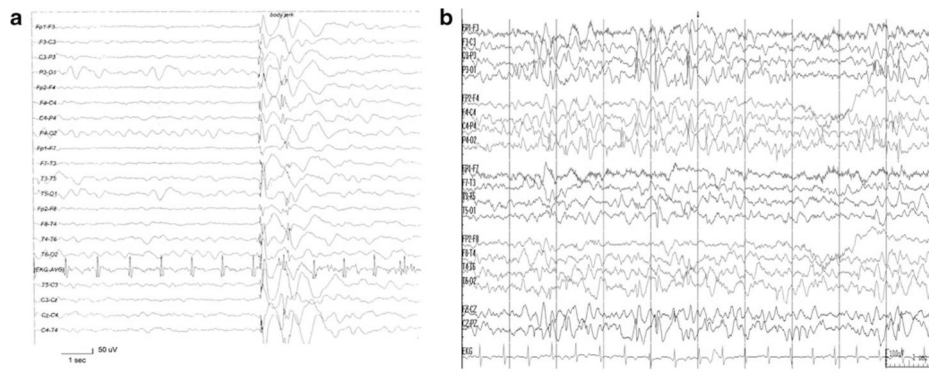 a
body jerk
Fp1-F3
F3-C3
C3-P3
P3-O1
Fp2-F4
F4-C4
C4-P4
P4-O2
Fp1-F7
F7-T3
T3-T5
T5-O1
Fp2-F8
F8-T4
T4-T6
T6-O2
(EKG-AVG)
T3-C3
C3-Cz
Cz-C4
C4-T4
50 uV
1 sec
b
FP1-F3
F3-C3
C3-P3
P3-O1
FP2-F4
F4-C4
C4-P4
P4-O2
FP1-F7
F7-T3
T3-T5
T5-O1
FP2-F8
F8-T4
T4-T6
T6-O2
FZ-CZ
CZ-PZ
EKG